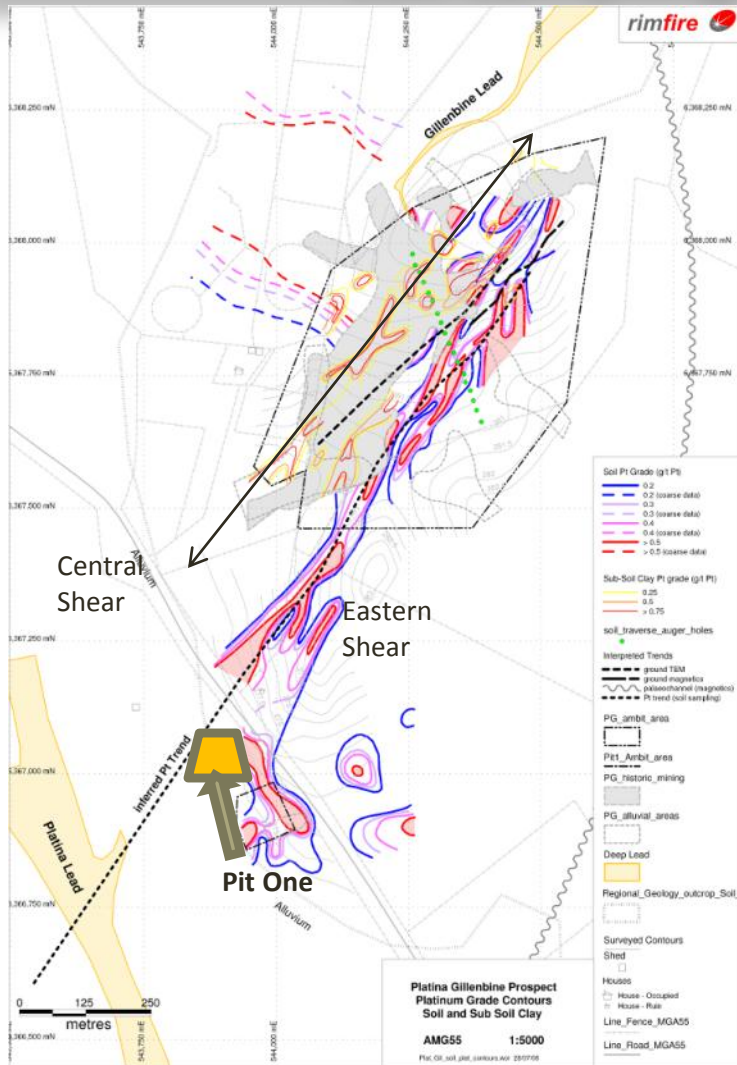 rimfire
543,750 mE
544,000 mE
544,250 mE
544,500 mE
6,368,250 mN
Gillenbine Lead
6,368,000 mN
6,367,750 mN
6,367,500 mN
Central
Shear
Alluvium
Eastern
Shear
6,367,250 mN
6,367,000 mN
Inferred Pt Trend
Platina Lead
Pit One
Alluvium
6,366,750 mN
0 125 250
metres
6,366,500 mN
543,750 mE
544,000 mE
Soil Pt Grade (g/t Pt)
0.2
0.2 (coarse data)
0.3
0.3 (coarse data)
0.4
0.4 (coarse data)
> 0.5
> 0.5 (coarse data)
Sub-Soil Clay Pt grade (g/t Pt)
0.25
0.5
> 0.75
soil_traverse_auger_holes
Interpreted Trends
ground TEM
ground magnetics
palaeochannel (magnetics)
Pt trend (soil sampling)
PG_ambit_area
Pit1_Ambit_area
PG_historic_mining
PG_alluvial_areas
Deep Lead
Regional_Geology_outcrop_Soil_
Surveyed Contours
Shed
Houses
House - Occupied
House - Ruin
Line_Fence_MGA55
Line_Road_MGA55
Platina Gillenbine Prospect
Platinum Grade Contours
Soil and Sub Soil Clay
AMG55 1:5000